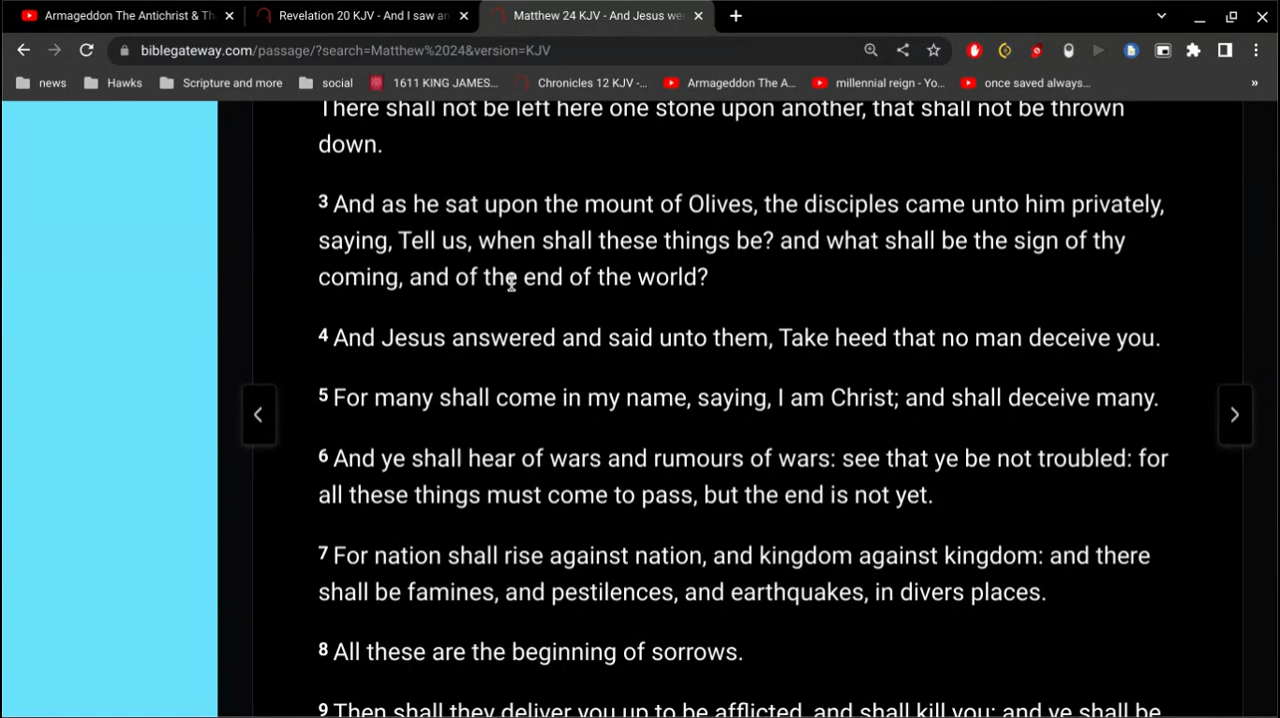 Armageddon The Antichrist & Th
Revelation 20 KJV - And I saw an
Matthew 24 KJV - And Jesus we
biblegateway.com/passage/?search=Matthew%2024&version=KJV
news Hawks Scripture and more social 1611 KING JAMES... Chronicles 12 KJV -... Armageddon The A... millennial reign - Yo... once saved always... »
There shall not be left here one stone upon another, that shall not be thrown
down.
3 And as he sat upon the mount of Olives, the disciples came unto him privately,
saying, Tell us, when shall these things be? and what shall be the sign of thy
coming, and of the end of the world?
4 And Jesus answered and said unto them, Take heed that no man deceive you.
5 For many shall come in my name, saying, I am Christ; and shall deceive many.
6 And ye shall hear of wars and rumours of wars: see that ye be not troubled: for
all these things must come to pass, but the end is not yet.
7 For nation shall rise against nation, and kingdom against kingdom: and there
shall be famines, and pestilences, and earthquakes, in divers places.
8 All these are the beginning of sorrows.
9 Then shall they deliver you up to be afflicted, and shall kill you: and ye shall be